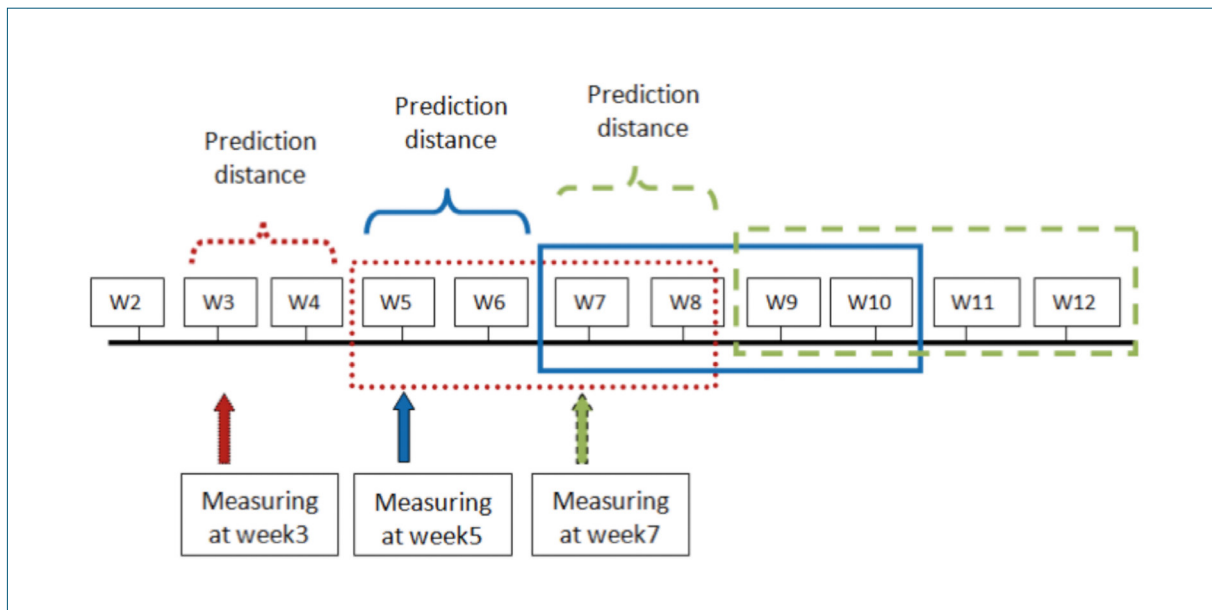 Prediction
distance
Prediction
distance
Prediction
distance
W2
W3
W4
W5
W6
W7
W8
W9
W10
W11
W12
Measuring
at week3
Measuring
at week5
Measuring
at week7